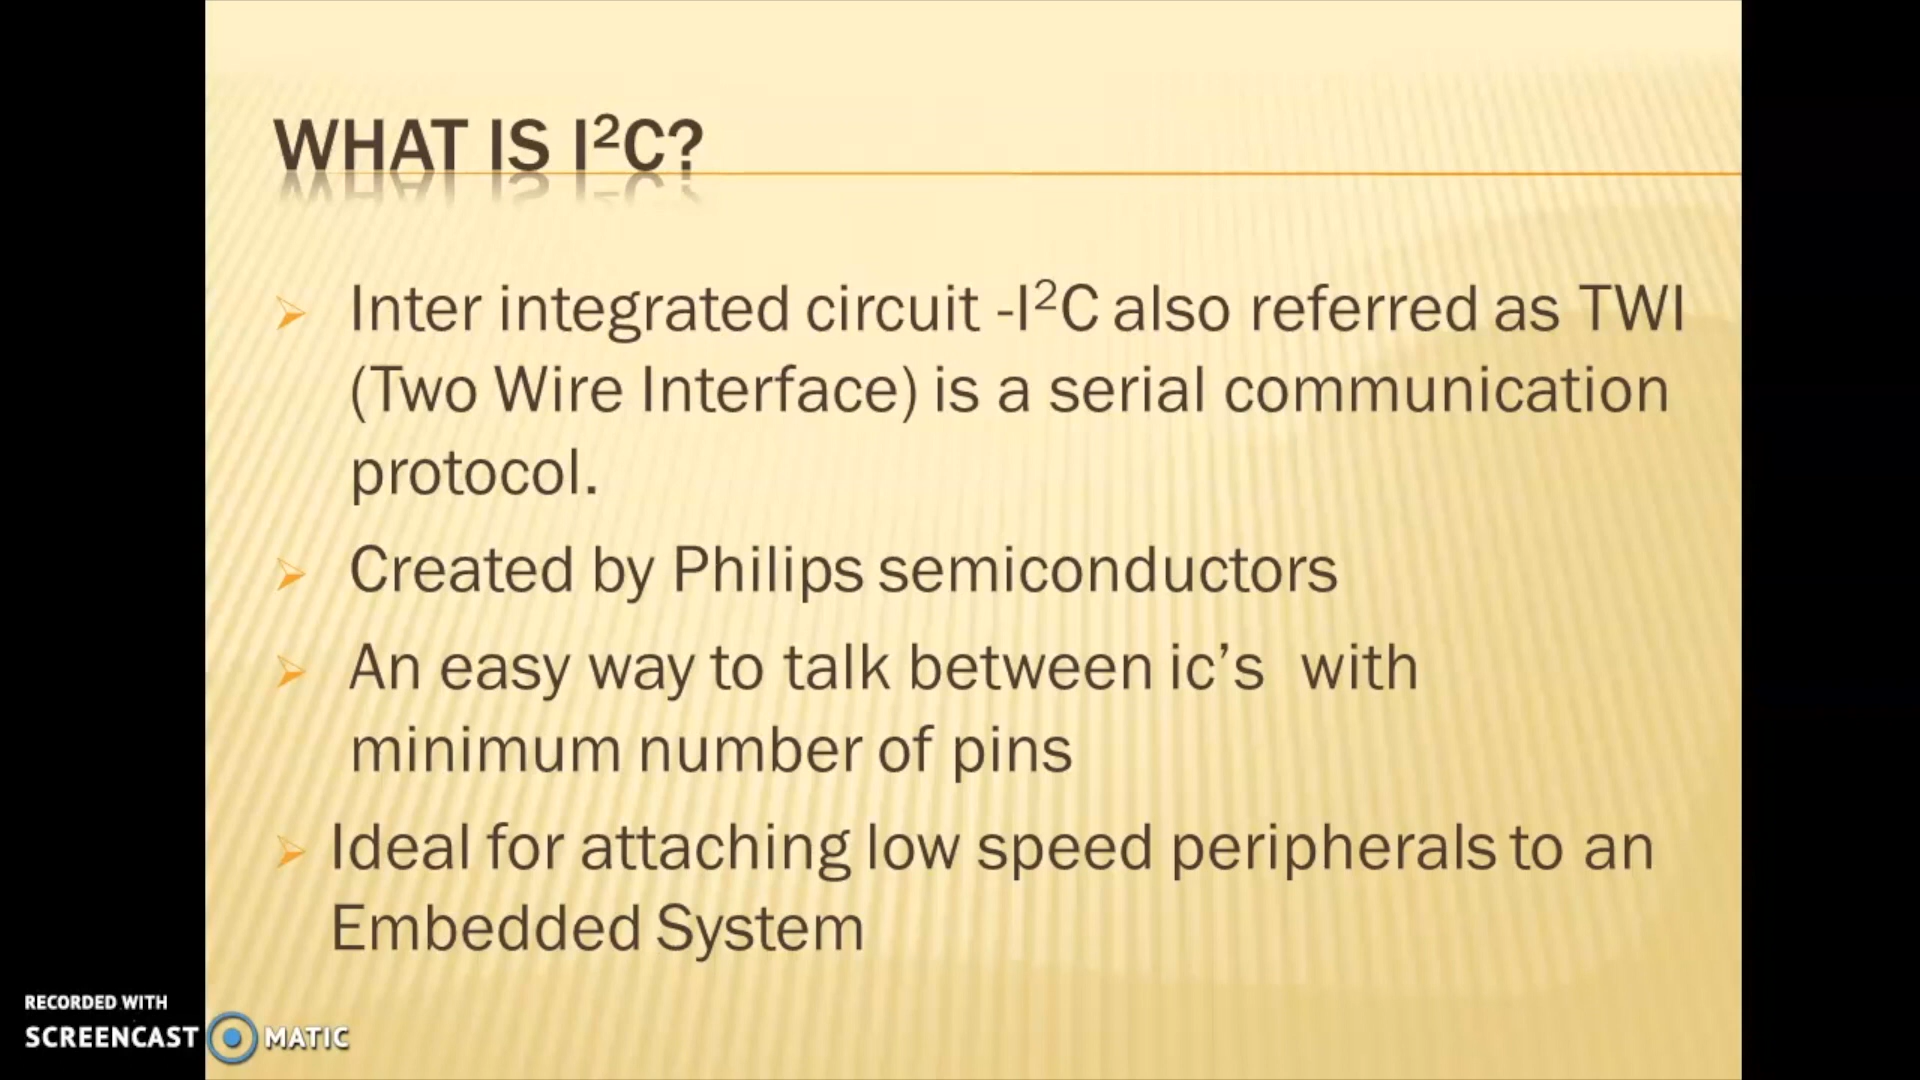 WHAT IS I²C?
Inter integrated circuit -I²C also referred as TWI
(Two Wire Interface) is a serial communication
protocol.
Created by Philips semiconductors
An easy way to talk between ic’s  with
minimum number of pins
Ideal for attaching low speed peripherals to an
Embedded System
RECORDED WITH
SCREENCAST MATIC